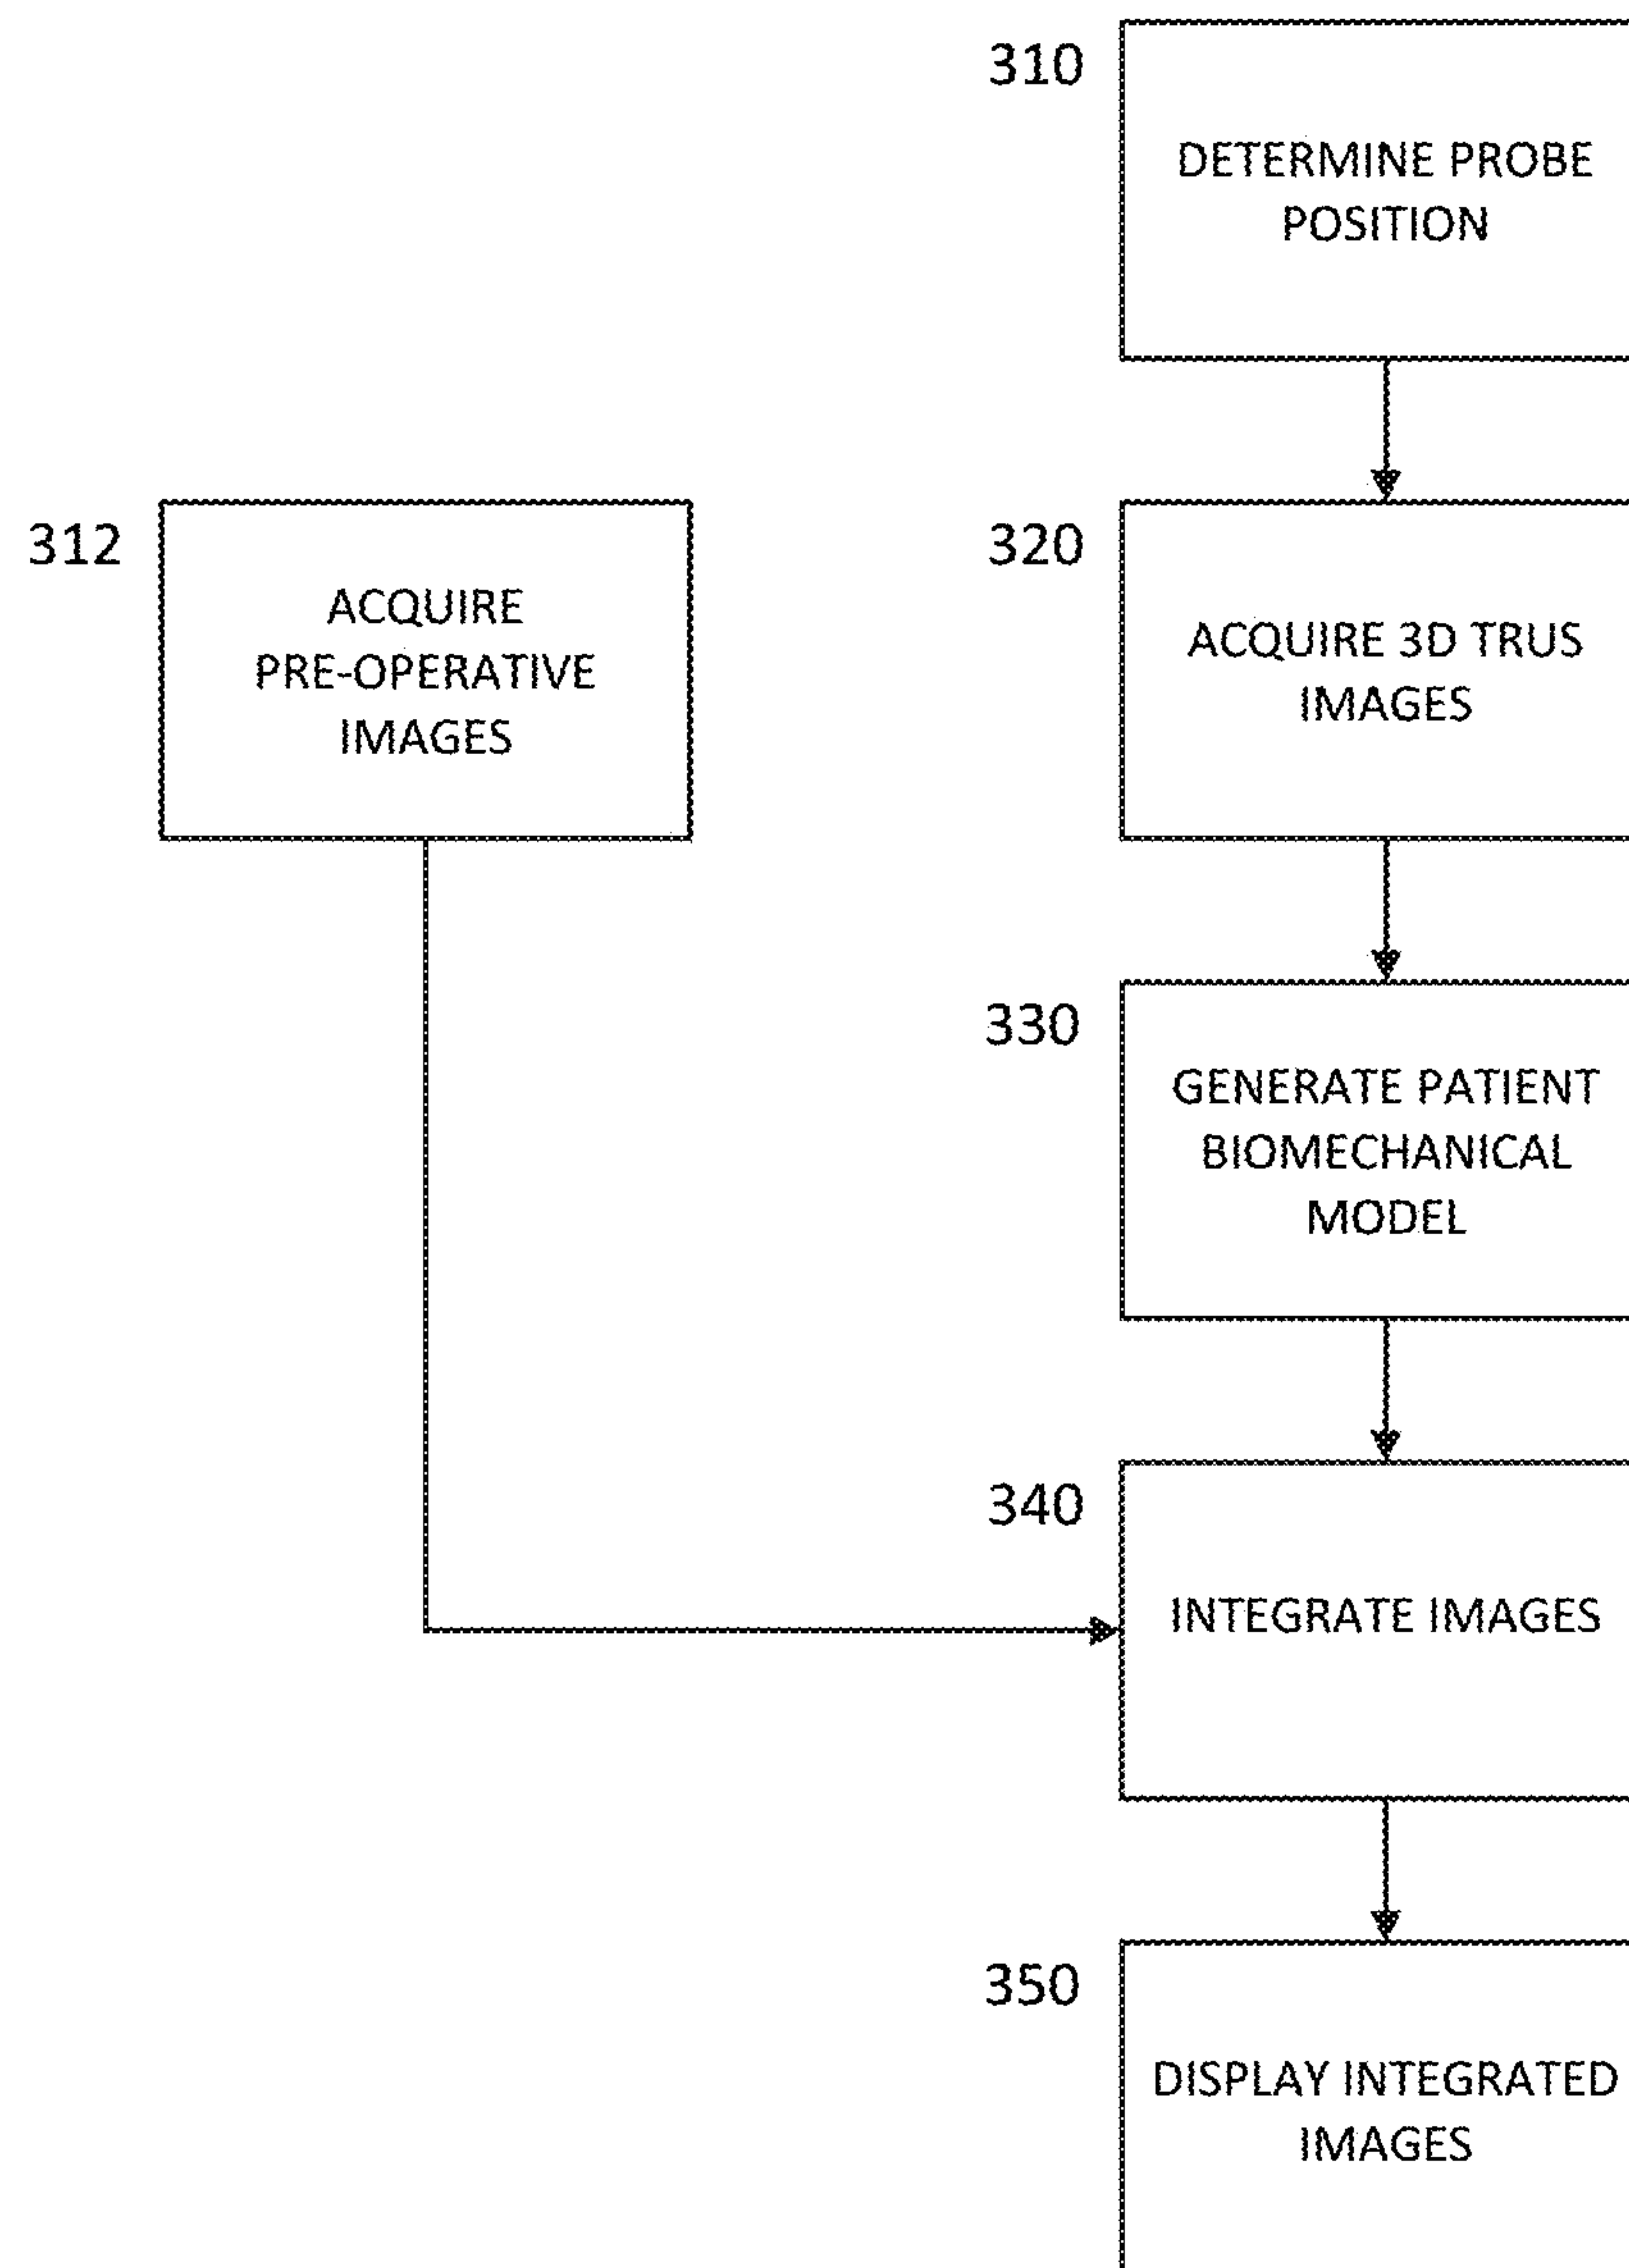 310
DETERMINE PROBE
POSITION
312
ACQUIRE
PRE-OPERATIVE
IMAGES
320
ACQUIRE 3D TRUS
IMAGES
330
GENERATE PATIENT
BIOMECHANICAL
MODEL
340
INTEGRATE IMAGES
350
DISPLAY INTEGRATED
IMAGES